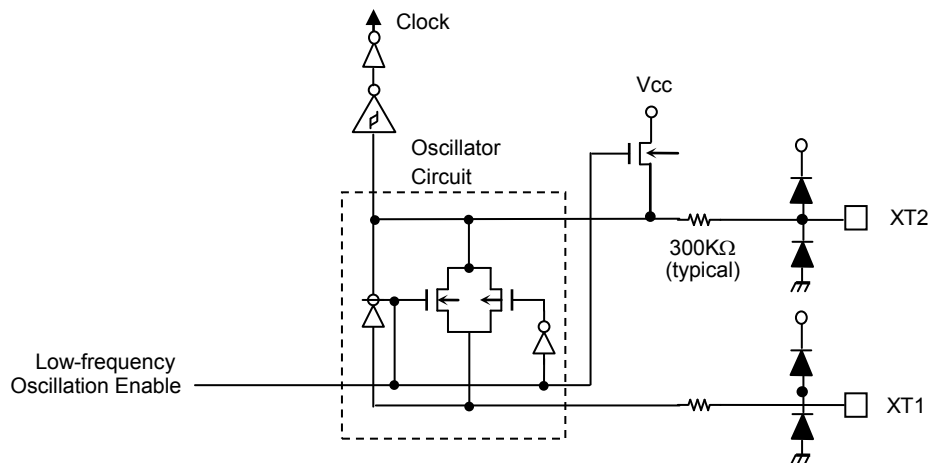 Clock
Vcc
Oscillator
Circuit
XT2
300KΩ
(typical)
Low-frequency
Oscillation Enable
XT1